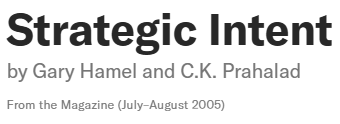 Strategic Intent
by Gary Hamel and C.K. Prahalad
From the Magazine (July–August 2005)